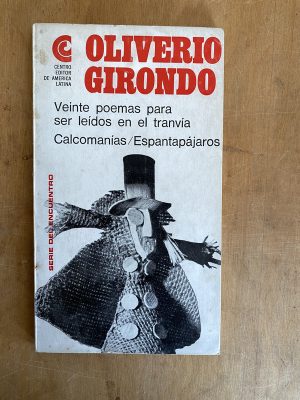 OLIVERIO
GIRONDO
CENTRO
EDITOR
DE AMERICA
LATINA
Veinte poemas para
ser leídos en el tranvía
Calcomanías/Espantapájaros
SERIE DEL ENCUENTRO